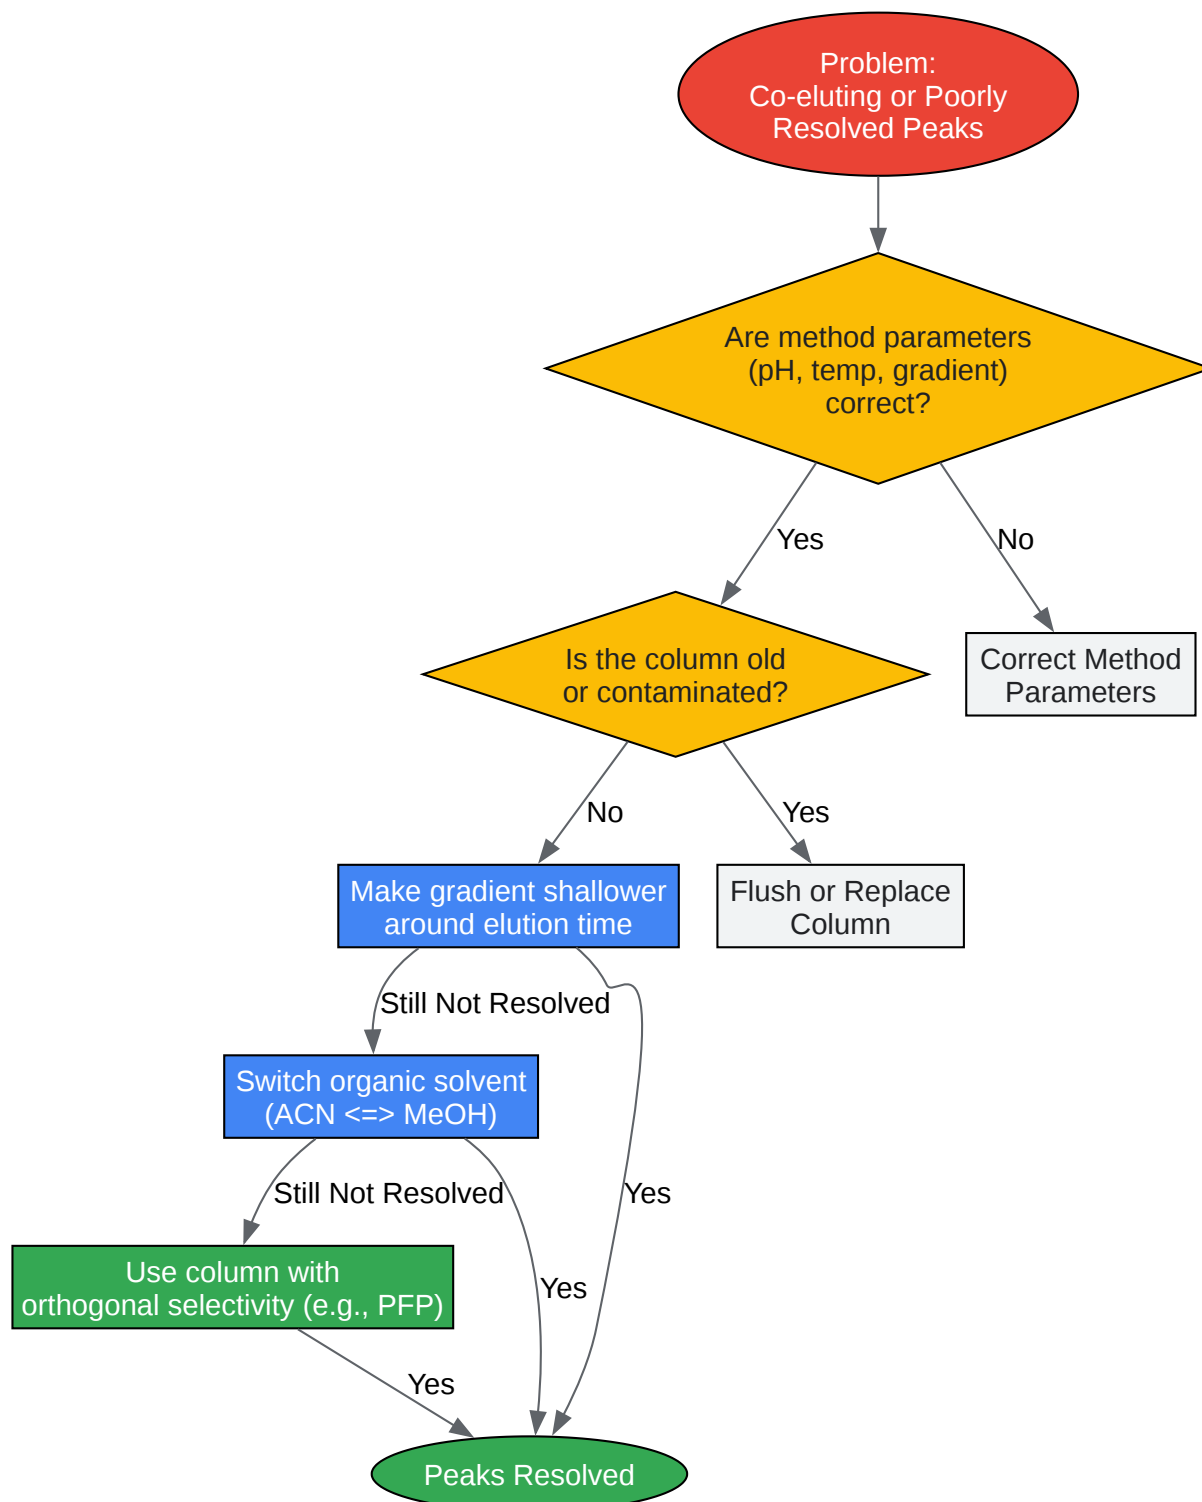 Problem:
Co-eluting or Poorly
Resolved Peaks
Are method parameters
(pH, temp, gradient)
correct?
Yes
No
Is the column old
or contaminated?
Correct Method
Parameters
No
Yes
Make gradient shallower
around elution time
Flush or Replace
Column
Still Not Resolved
Switch organic solvent
(ACN <=> MeOH)
Still Not Resolved
Yes
Use column with
orthogonal selectivity (e.g., PFP)
Yes
Yes
Peaks Resolved